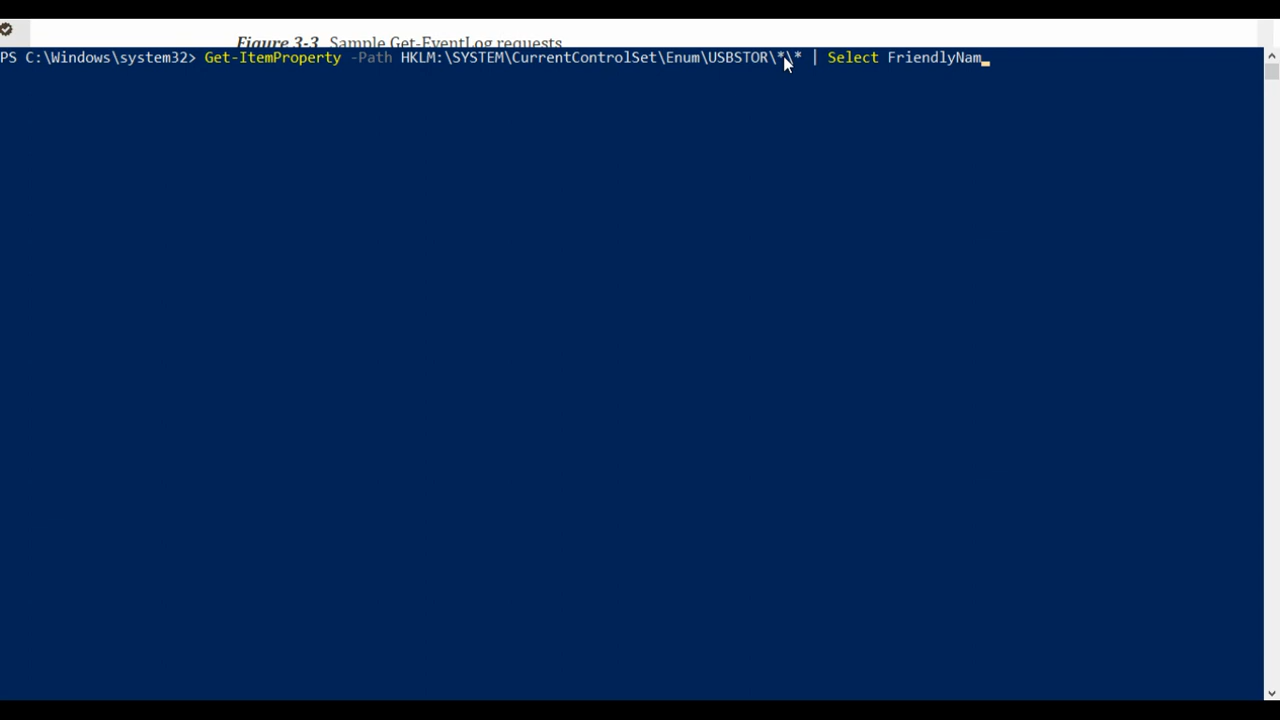 Figure 3-3 Sample Get-EventLog requests
PS C:\Windows\system32> Get-ItemProperty -Path HKLM:\SYSTEM\CurrentControlSet\Enum\USBSTOR\*\* | Select FriendlyNam